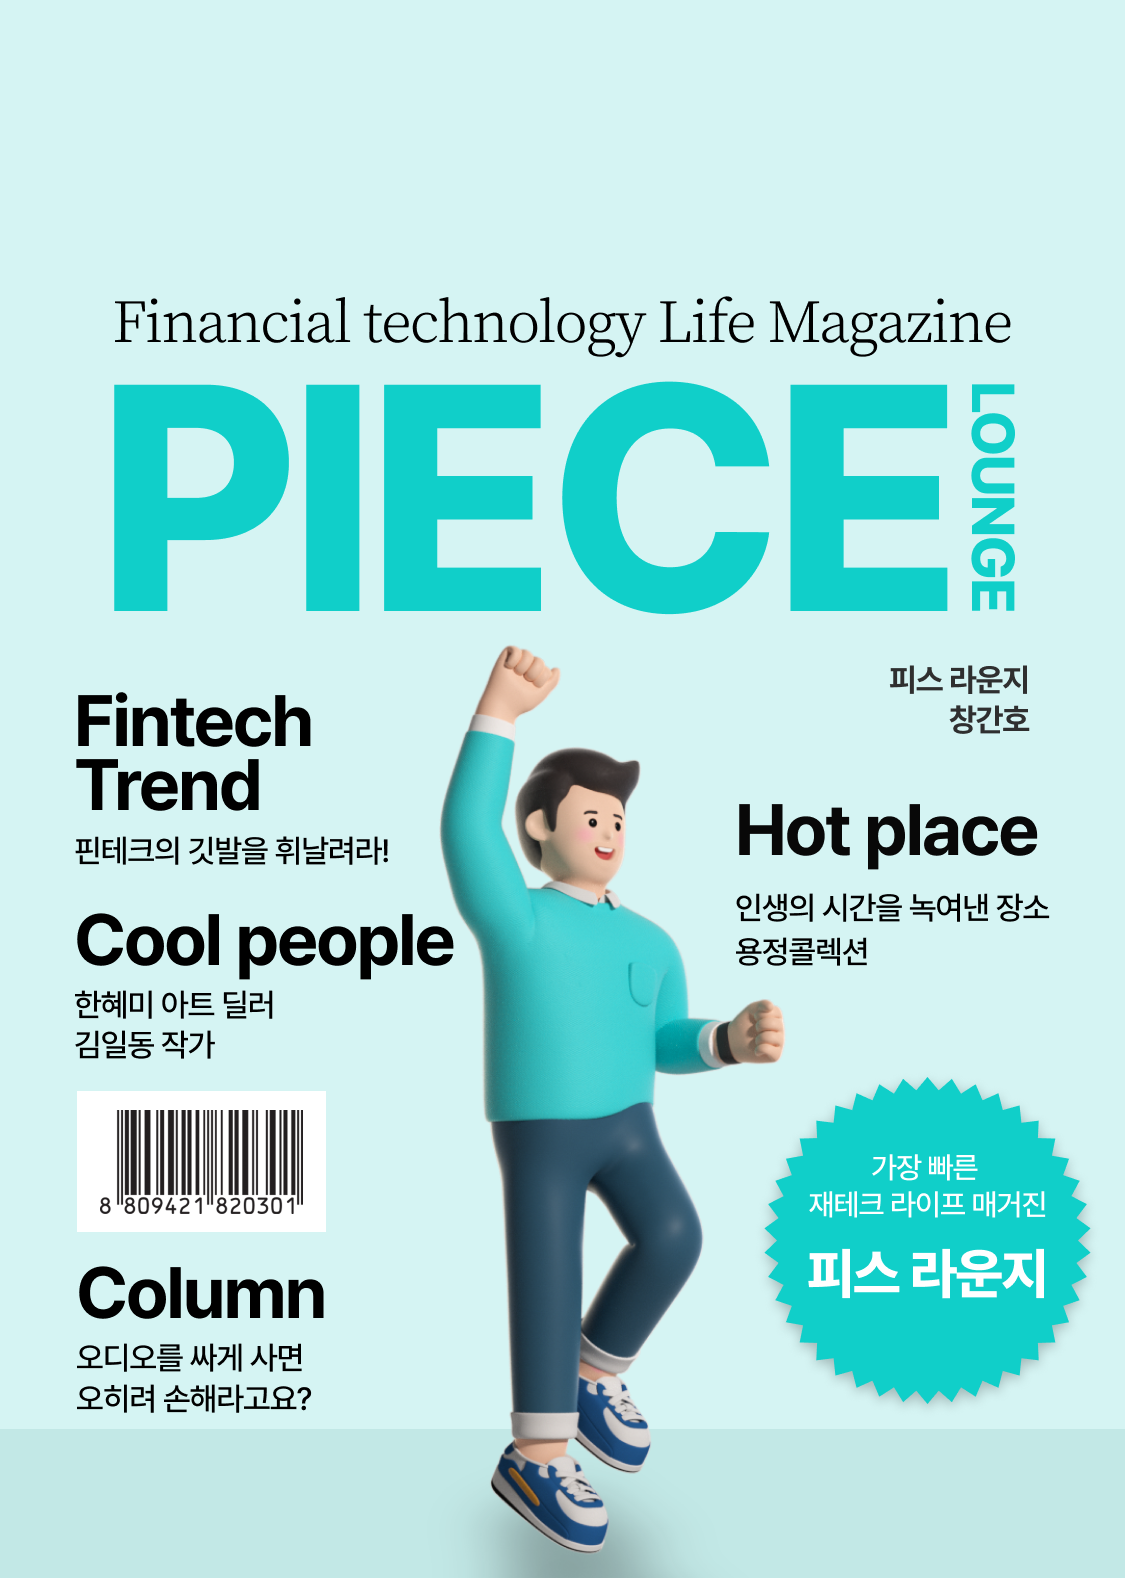 Financial technology Life Magazine
PIECE
LOUNGE
피스 라운지
창간호
Fintech
Trend
핀테크의 깃발을 휘날려라!
Cool people
한혜미 아트 딜러
김일동 작가
8 809421 820301
Column
오디오를 싸게 사면
오히려 손해라고요?
Hot place
인생의 시간을 녹여낸 장소
용정콜렉션
가장 빠른
재테크 라이프 매거진
피스 라운지